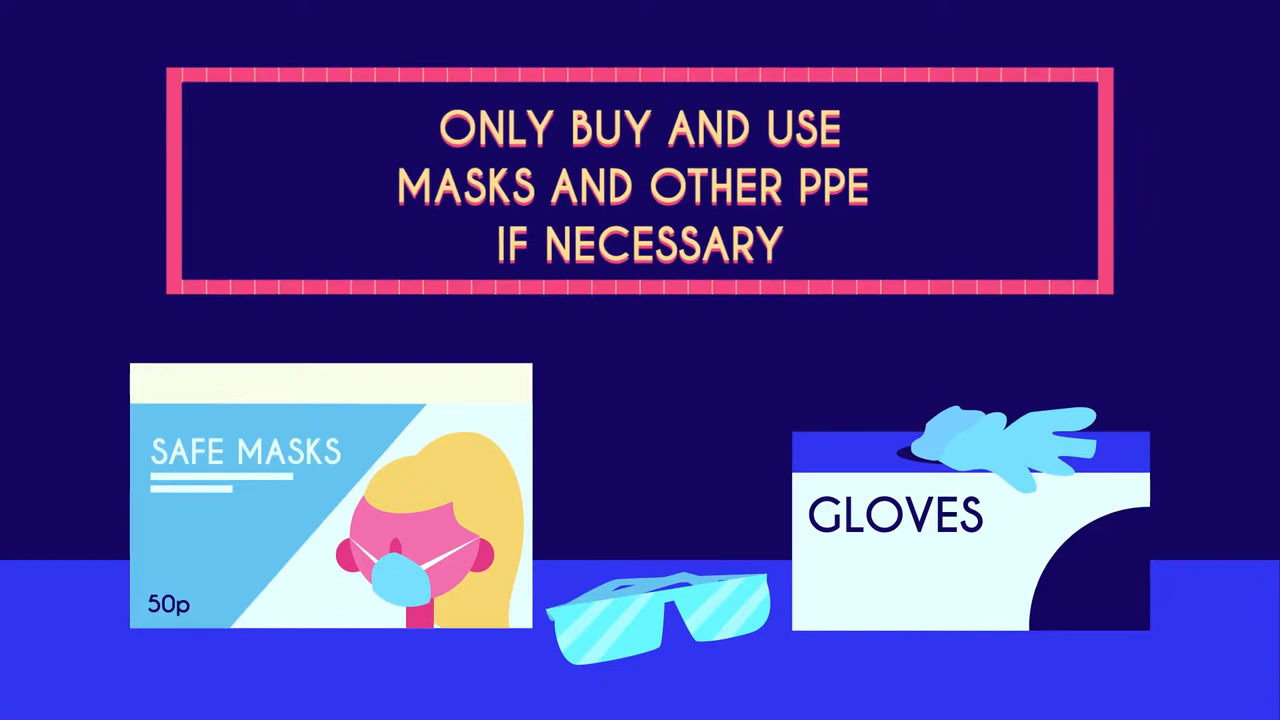 ONLY BUY AND USE
MASKS AND OTHER PPE
IF NECESSARY
SAFE MASKS
50p
GLOVES